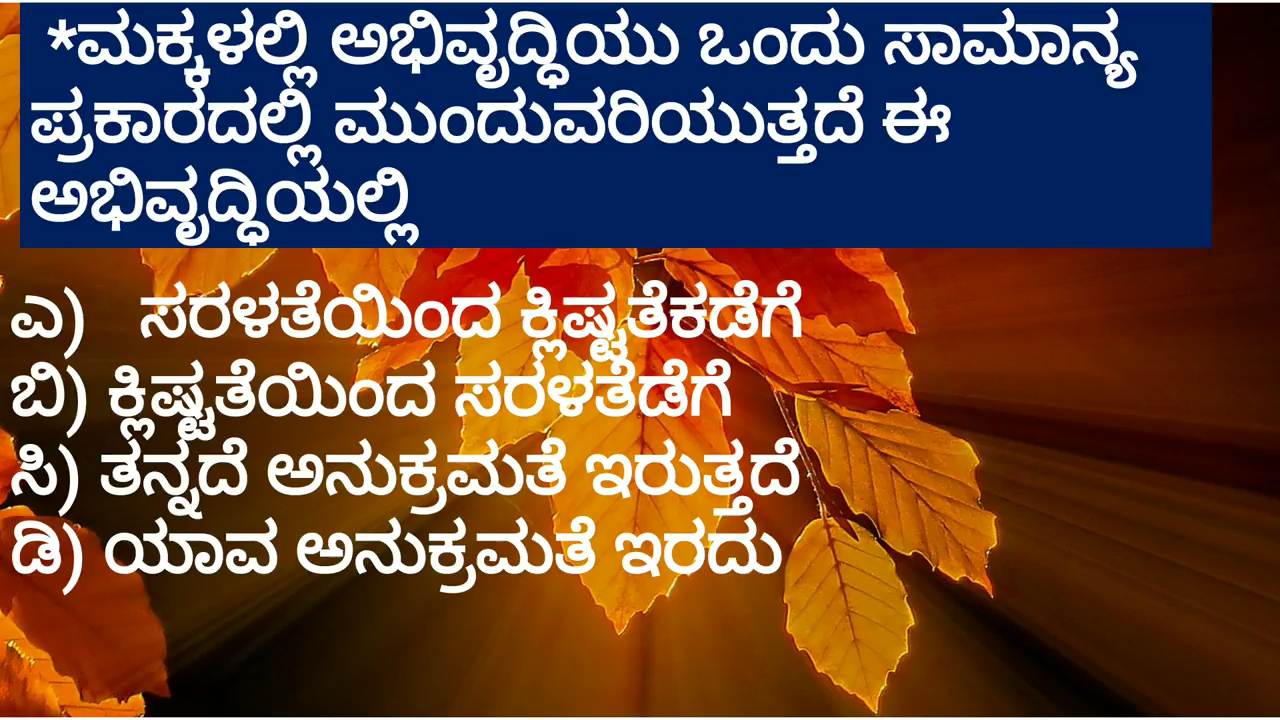 *ಮಕ್ಕಳಲ್ಲಿ ಅಭಿವೃದ್ಧಿಯು ಒಂದು ಸಾಮಾನ್ಯ
ಪ್ರಕಾರದಲ್ಲಿ ಮುಂದುವರಿಯುತ್ತದೆ ಈ
ಅಭಿವೃದ್ಧಿಯಲ್ಲಿ
ಎ) ಸರಳತೆಯಿಂದ ಕ್ಲಿಷ್ಟತೆಕಡೆಗೆ
ಬಿ) ಕ್ಲಿಷ್ಟತೆಯಿಂದ ಸರಳತೆಡೆಗೆ
ಸಿ) ತನ್ನದೆ ಅನುಕ್ರಮತೆ ಇರುತ್ತದೆ
ಡಿ) ಯಾವ ಅನುಕ್ರಮತೆ ಇರದು